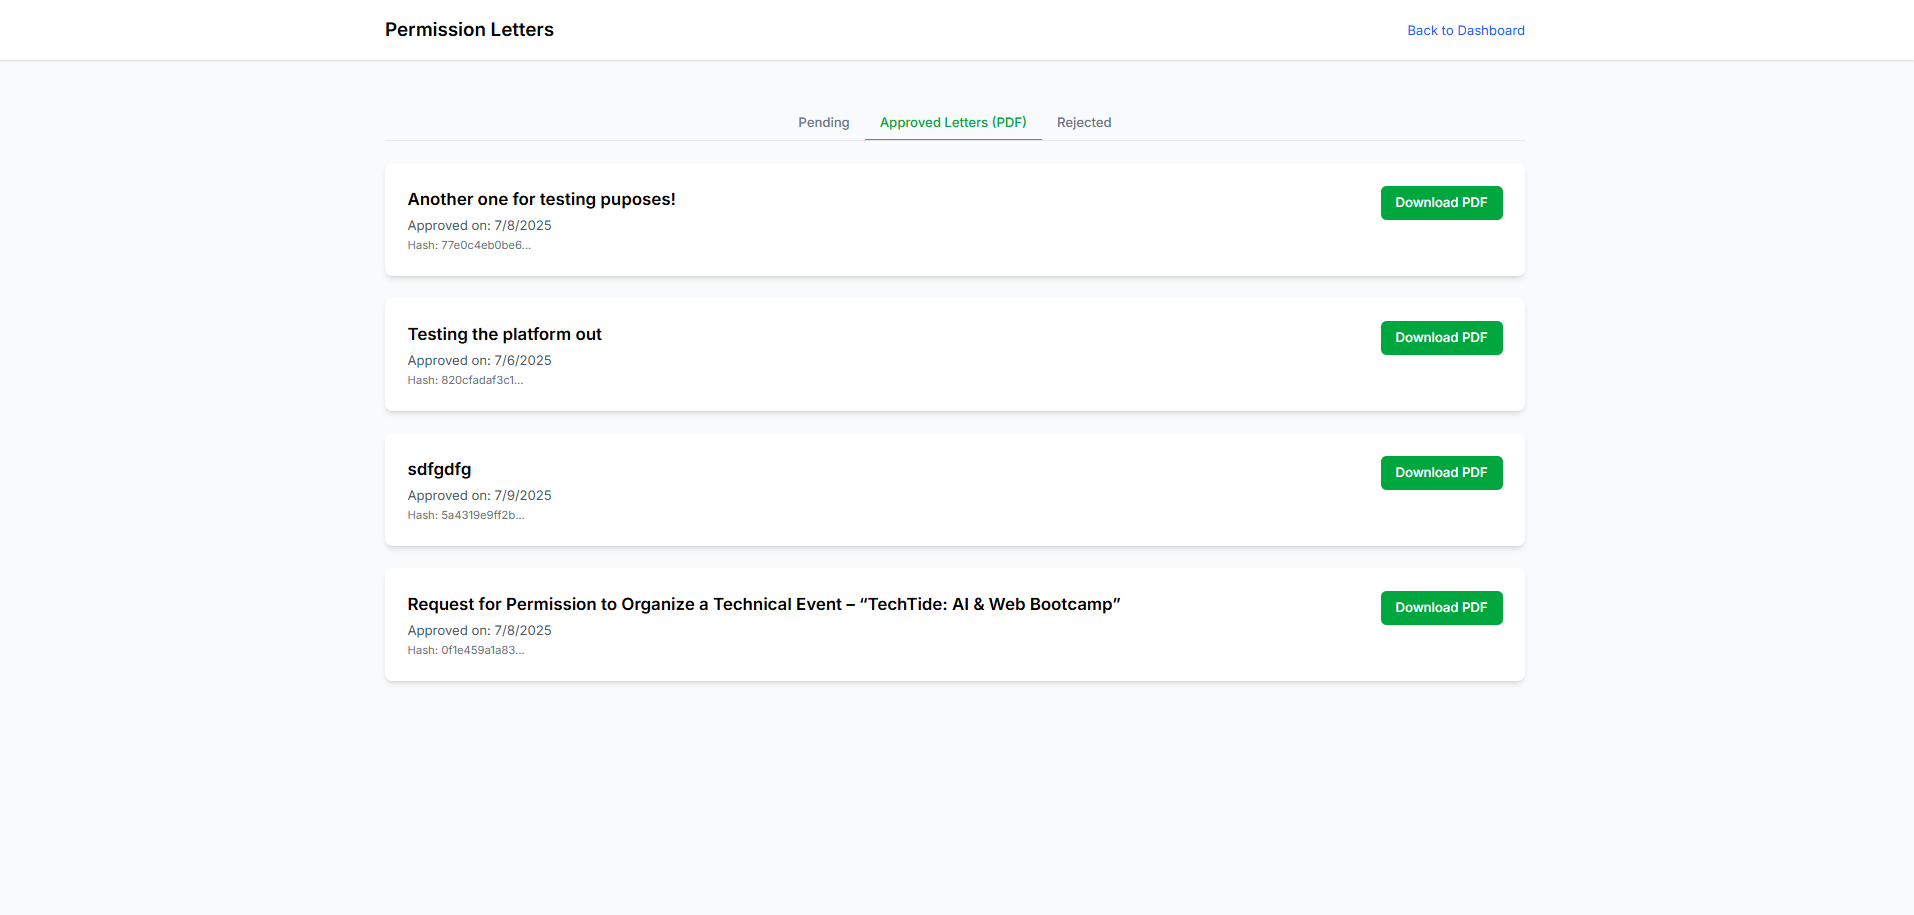 Permission Letters
Back to Dashboard
Pending
Approved Letters (PDF)
Rejected
Another one for testing puposes!
Download PDF
Approved on: 7/8/2025
Hash: 77e0c4eb0be6...
Testing the platform out
Download PDF
Approved on: 7/6/2025
Hash: 820cfadaf3c1...
sdfgdfg
Download PDF
Approved on: 7/9/2025
Hash: 5a4319e9ff2b...
Request for Permission to Organize a Technical Event – “TechTide: AI & Web Bootcamp”
Download PDF
Approved on: 7/8/2025
Hash: 0f1e459a1a83...